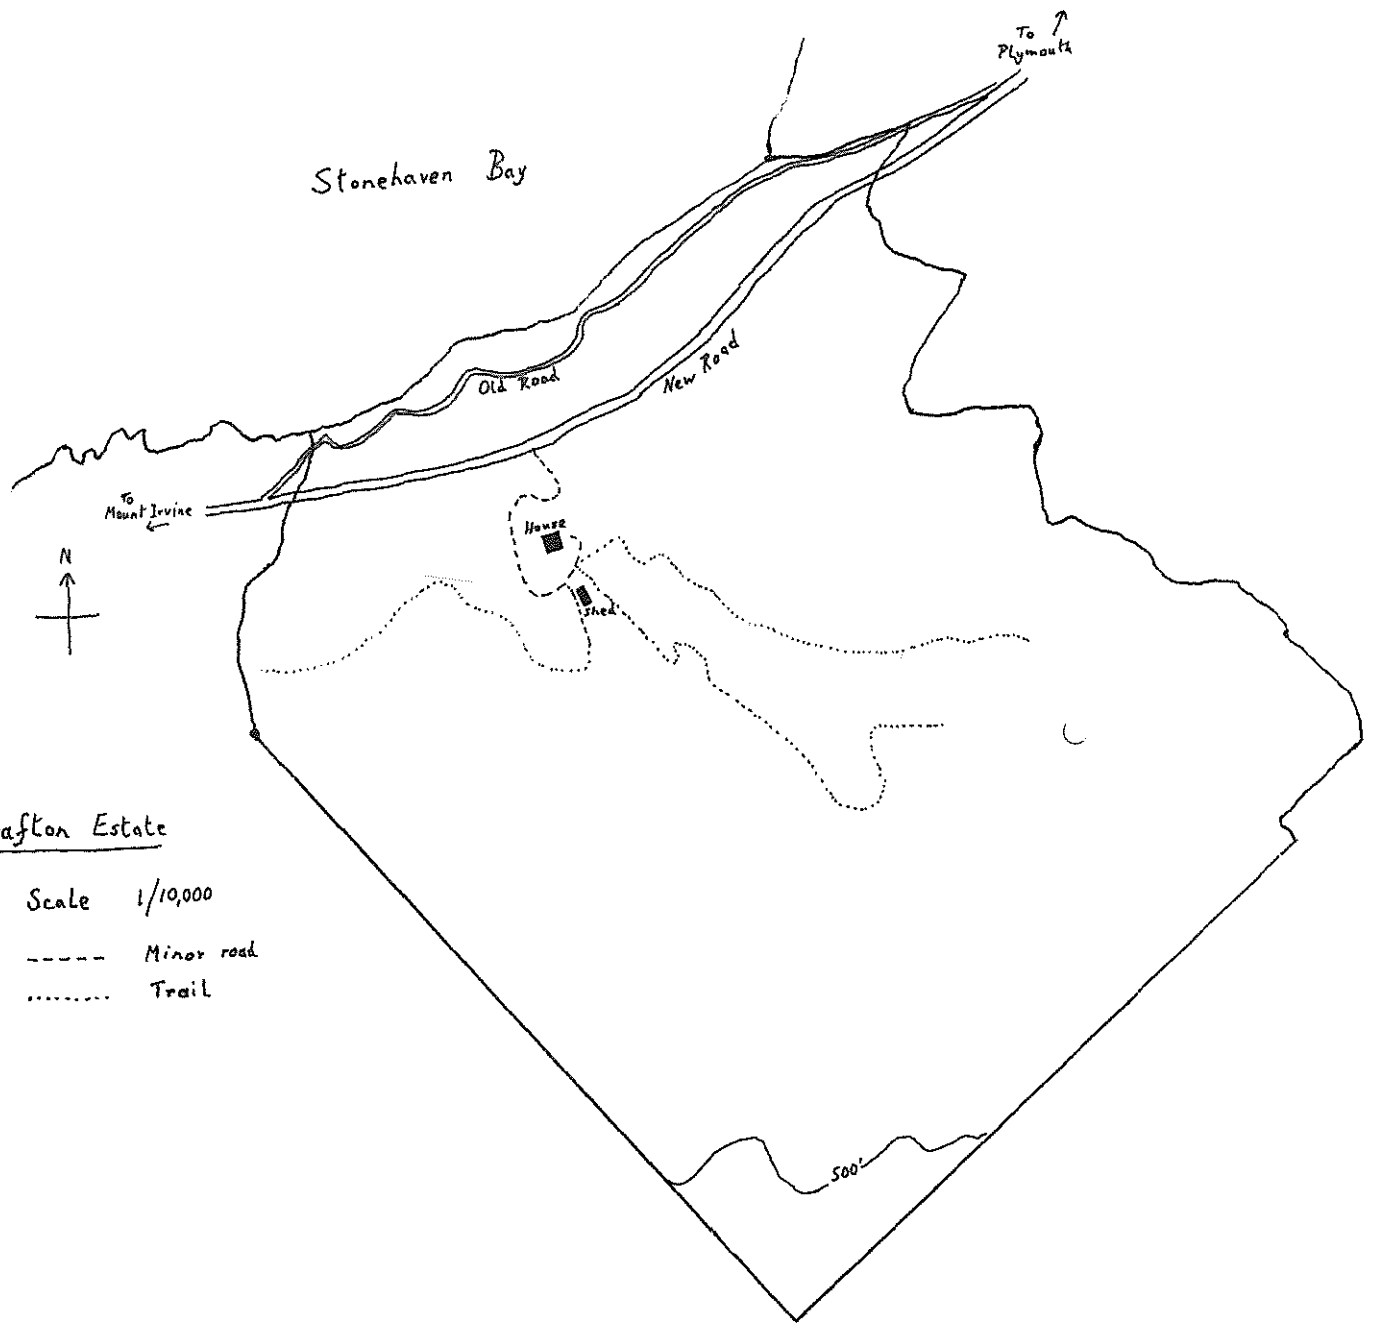 To
Plymouth
Stonehaven Bay
Old Road
New Road
To
Mount Irvine
N
House
Shed
afton Estate
Scale 1/10,000
Minor road
Trail
500'